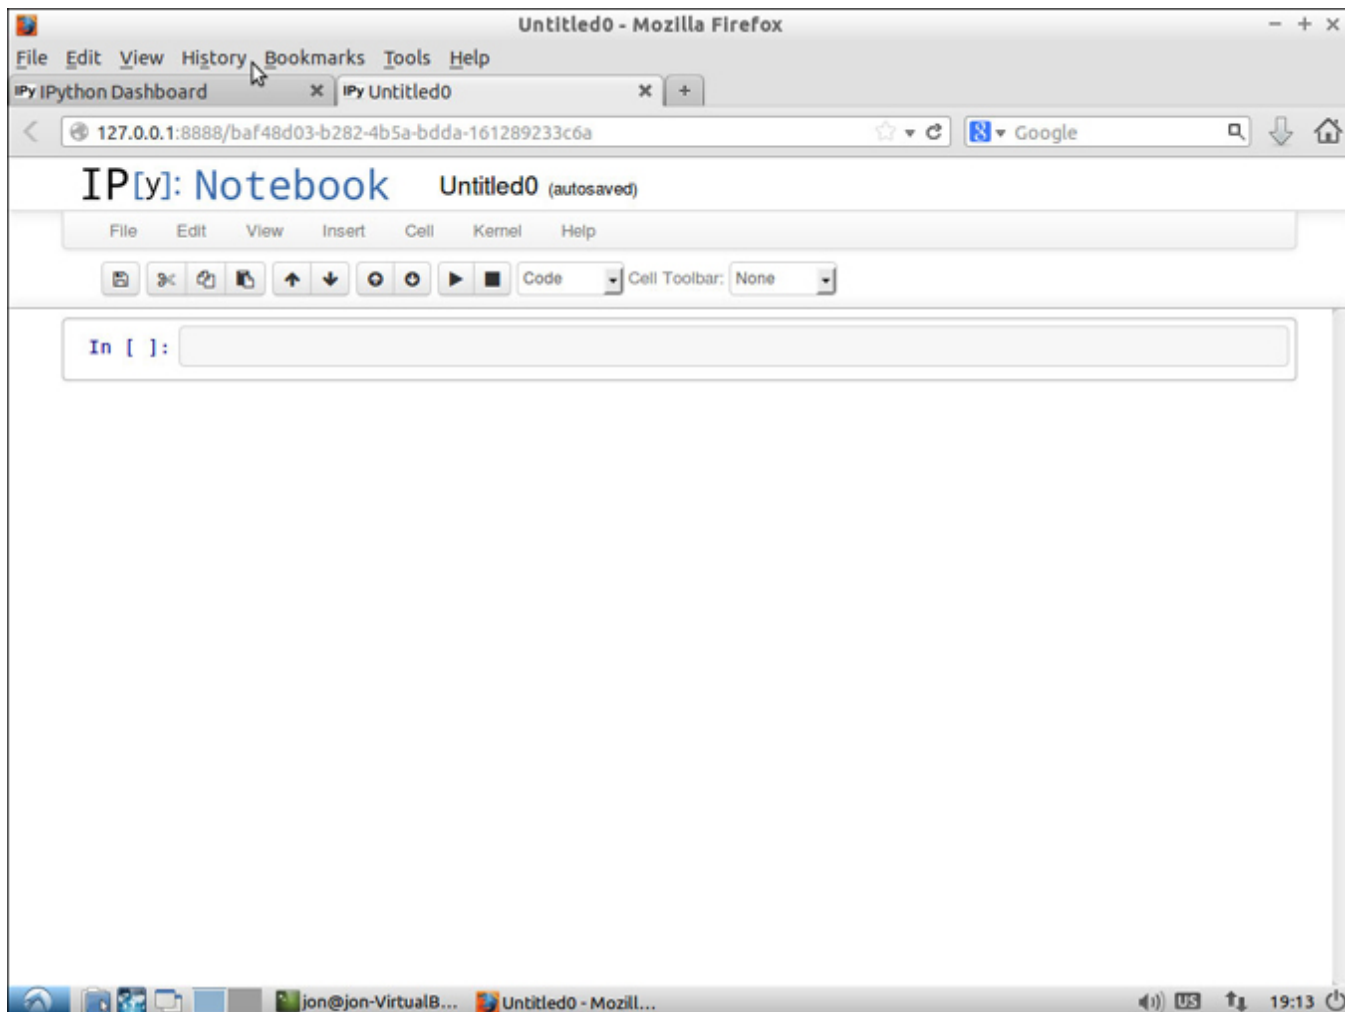 Untitled0 - Mozilla Firefox
File Edit View History Bookmarks Tools Help
IPy IPython Dashboard IPy Untitled0
127.0.0.1:8888/baf48d03-b282-4b5a-bdda-161289233c6a 8 Google
IP[y]: Notebook Untitled0 (autosaved)
File Edit View Insert Cell Kernel Help
Code Cell Toolbar: None
In [ ]:
jon@jon-VirtualB... Untitled0 - Mozill... US 19:13